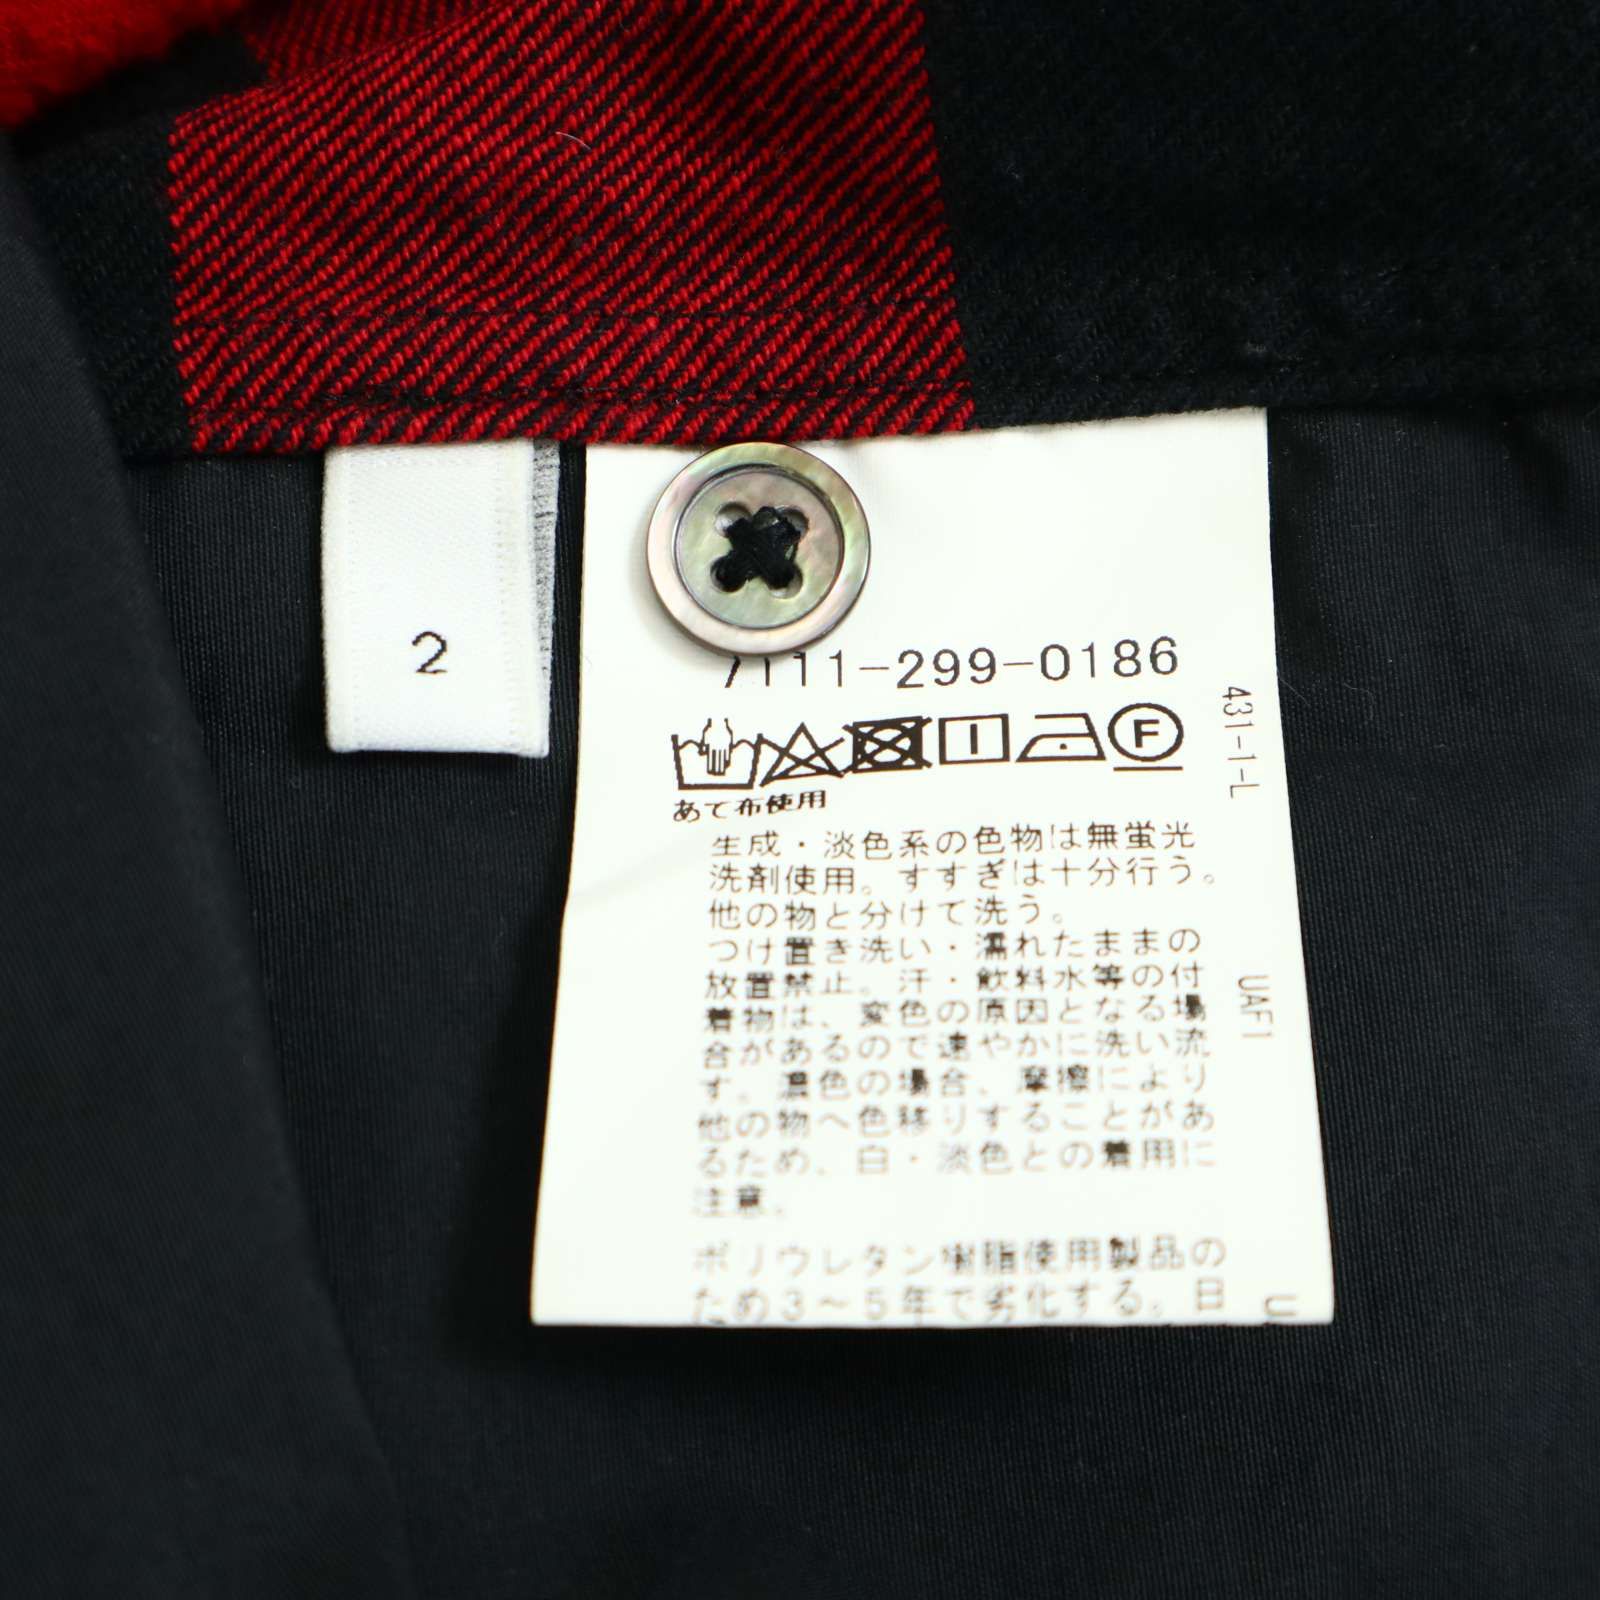 2
7111-299-0186
F
あて布使用
生成・淡色系の色物は無蛍光
洗剤使用。すすぎは十分行う。
他の物と分けて洗う。
つけ置き洗い・濡れたままの
放置禁止。汗・飲料水等の付
着物は、変色の原因となる場
合があるので速やかに洗い流
す。濃色の場合、摩擦により
他の物へ色移りすることがあ
るため、白・淡色との着用に
注意。
ポリウレタン樹脂使用製品の
ため3～5年で劣化する。日
431-1-L
UAF1
U